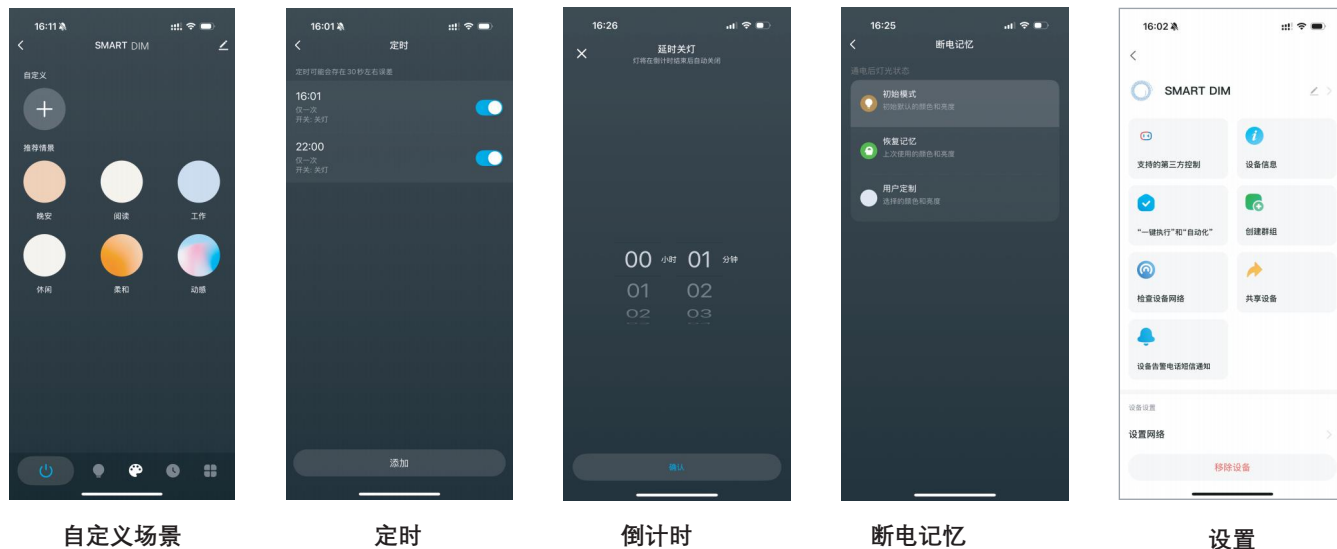 16:11
SMART DIM
自定义
推荐情景
晚安
阅读
工作
休闲
柔和
动感
自定义场景
16:01
定时
定时可能会存在30秒左右误差
16:01
仅一次
开关: 关灯
22:00
仅一次
开关: 关灯
添加
定时
16:26
延时关灯
灯将在倒计时结束后自动关闭
00 小时 01 分钟
01 02
02 03
确认
倒计时
16:25
断电记忆
通电后灯光状态
初始模式
初始默认的颜色和亮度
恢复记忆
上次使用的颜色和亮度
用户定制
选择的颜色和亮度
断电记忆
16:02
SMART DIM
支持的第三方控制
设备信息
“一键执行”和“自动化”
创建群组
检查设备网络
共享设备
设备告警电话短信通知
设备设置
设置网络
移除设备
设置